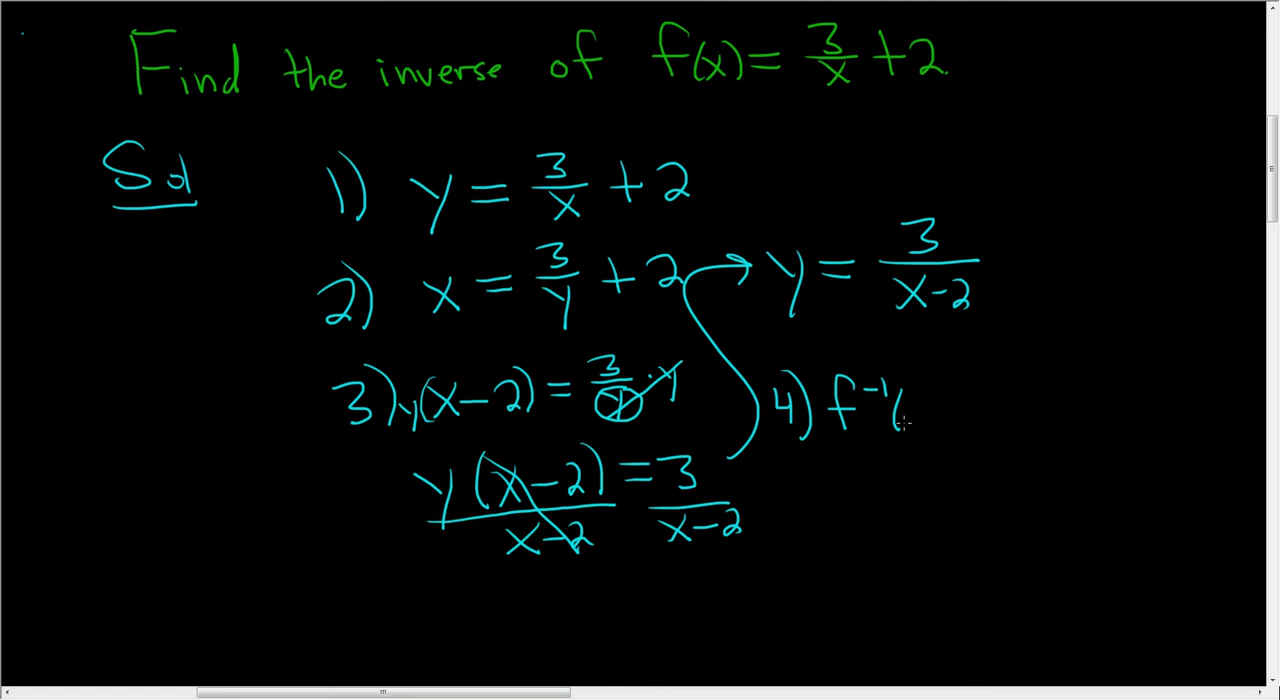 Find the inverse of f(x) = 3/x + 2.
Sol
1) y = 3/x + 2
2) x = 3/y + 2
3) y(x - 2) = 3/y · y
y(x - 2)/x - 2 = 3/x - 2
y = 3/x - 2
4) f⁻¹(